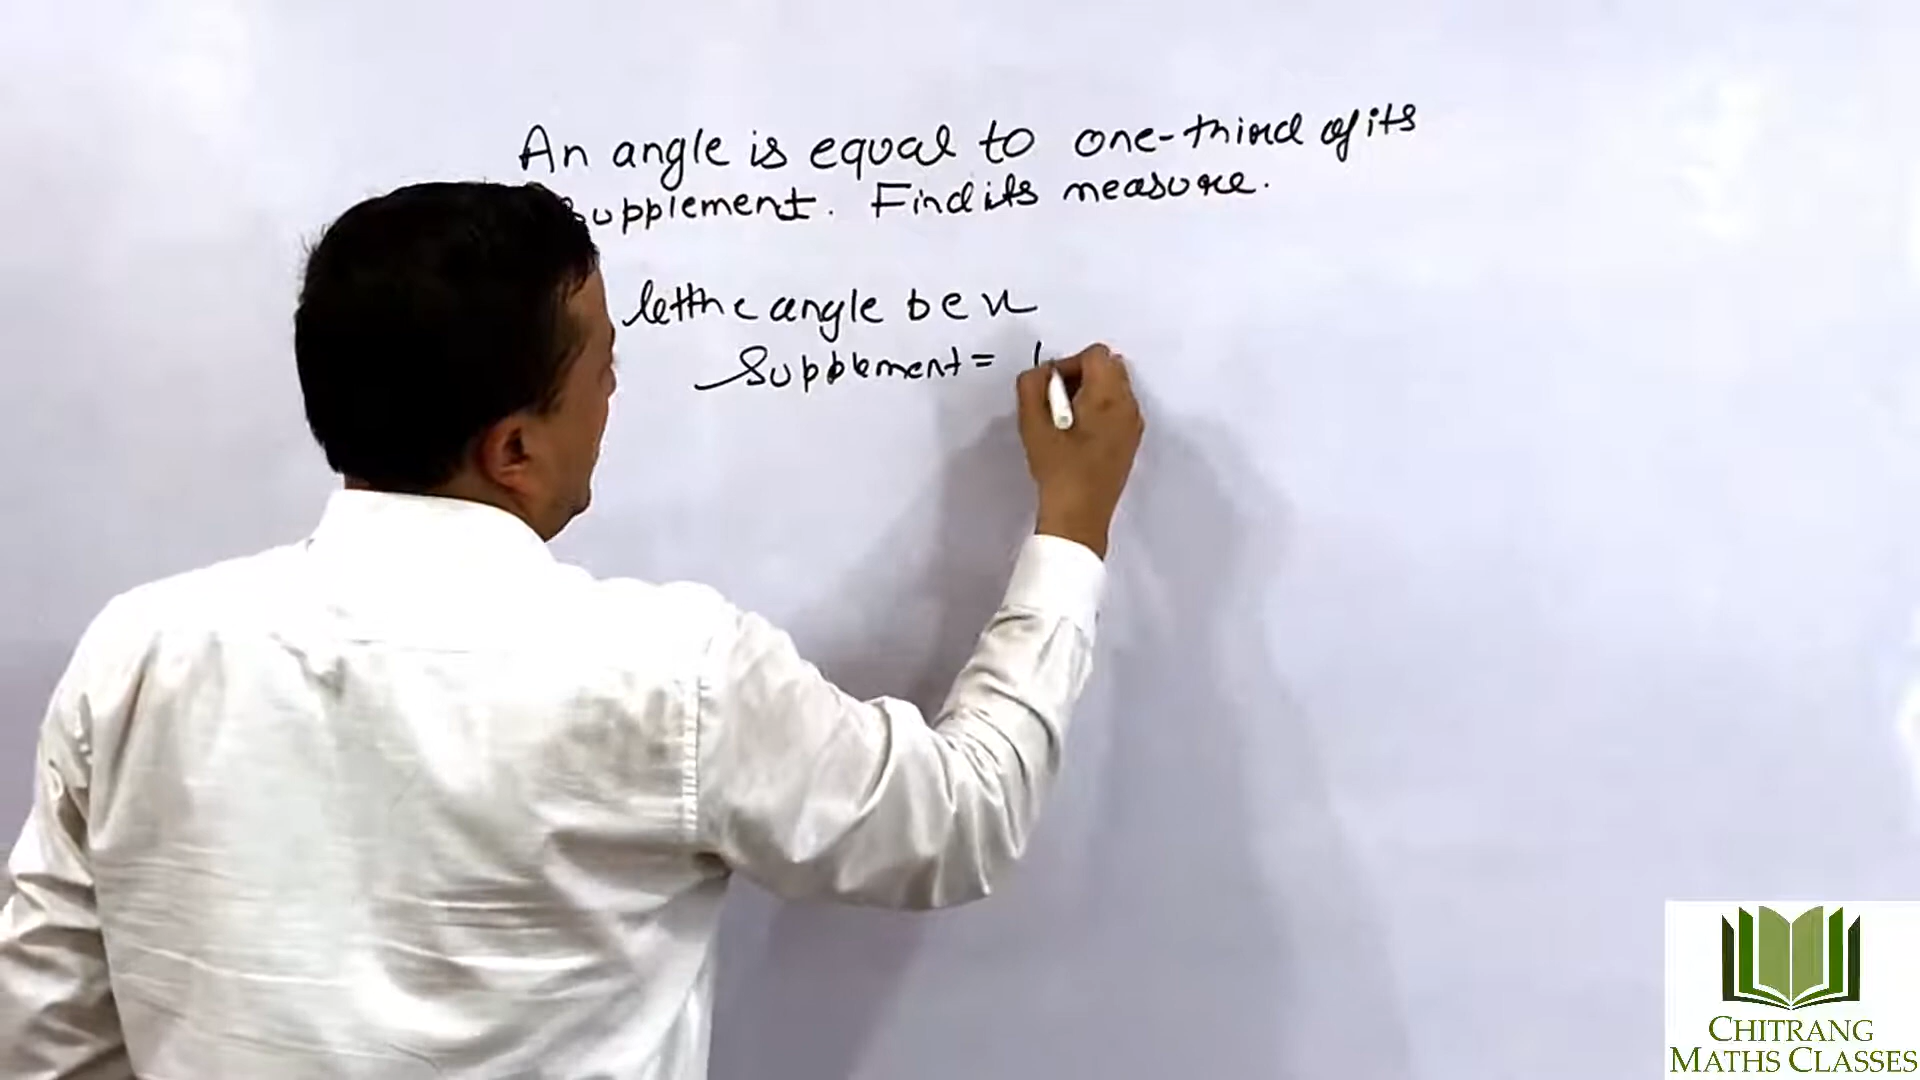 An angle is equal to one-third of its
supplement. Find its measure.
let the angle be x
Supplement = (
CHITRANG
MATHS CLASSES